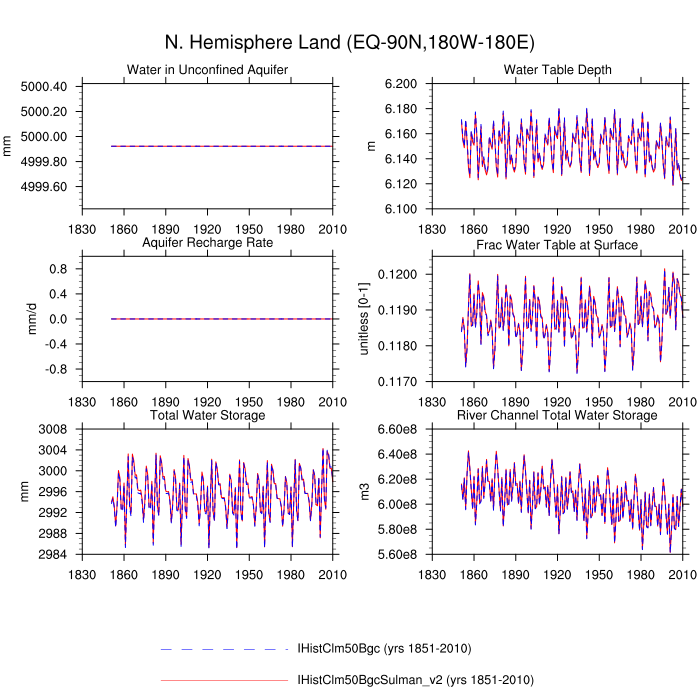 N. Hemisphere Land (EQ-90N,180W-180E)
Water in Unconfined Aquifer
mm
5000.40
5000.20
5000.00
4999.80
4999.60
1830 1860 1890 1920 1950 1980 2010
Water Table Depth
m
6.200
6.180
6.160
6.140
6.120
6.100
1830 1860 1890 1920 1950 1980 2010
Aquifer Recharge Rate
mm/d
0.8
0.4
0.0
-0.4
-0.8
1830 1860 1890 1920 1950 1980 2010
Frac Water Table at Surface
unitless [0-1]
0.1200
0.1190
0.1180
0.1170
1830 1860 1890 1920 1950 1980 2010
Total Water Storage
mm
3008
3004
3000
2996
2992
2988
2984
1830 1860 1890 1920 1950 1980 2010
River Channel Total Water Storage
m3
6.60e8
6.40e8
6.20e8
6.00e8
5.80e8
5.60e8
1830 1860 1890 1920 1950 1980 2010
IHistClm50Bgc (yrs 1851-2010)
IHistClm50BgcSulman_v2 (yrs 1851-2010)